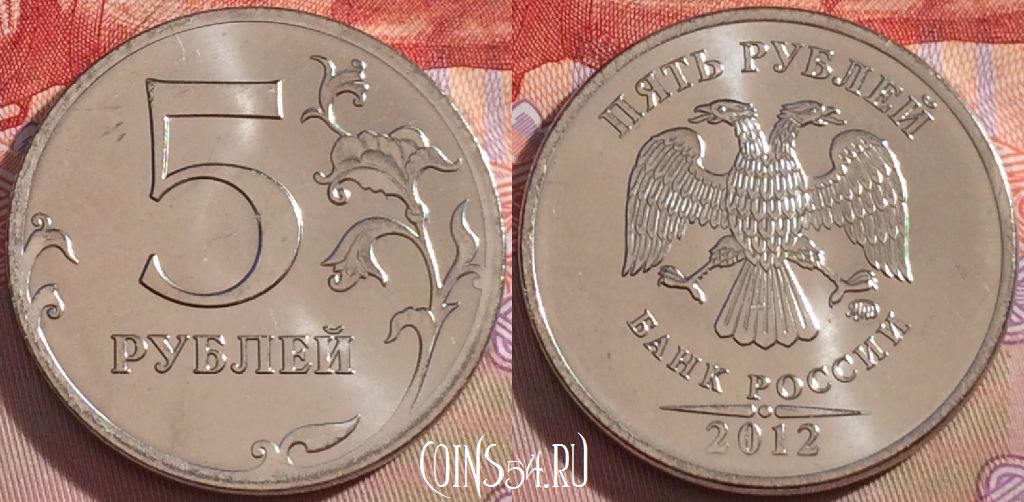 5
РУБЛЕЙ
ПЯТЬ РУБЛЕЙ
БАНК РОССИИ
2012
COINS54.RU